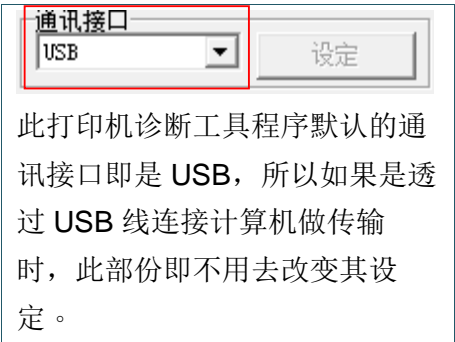 通讯接口
USB 设定
此打印机诊断工具程序默认的通
讯接口即是 USB，所以如果是透
过 USB 线连接计算机做传输
时，此部份即不用去改变其设
定。